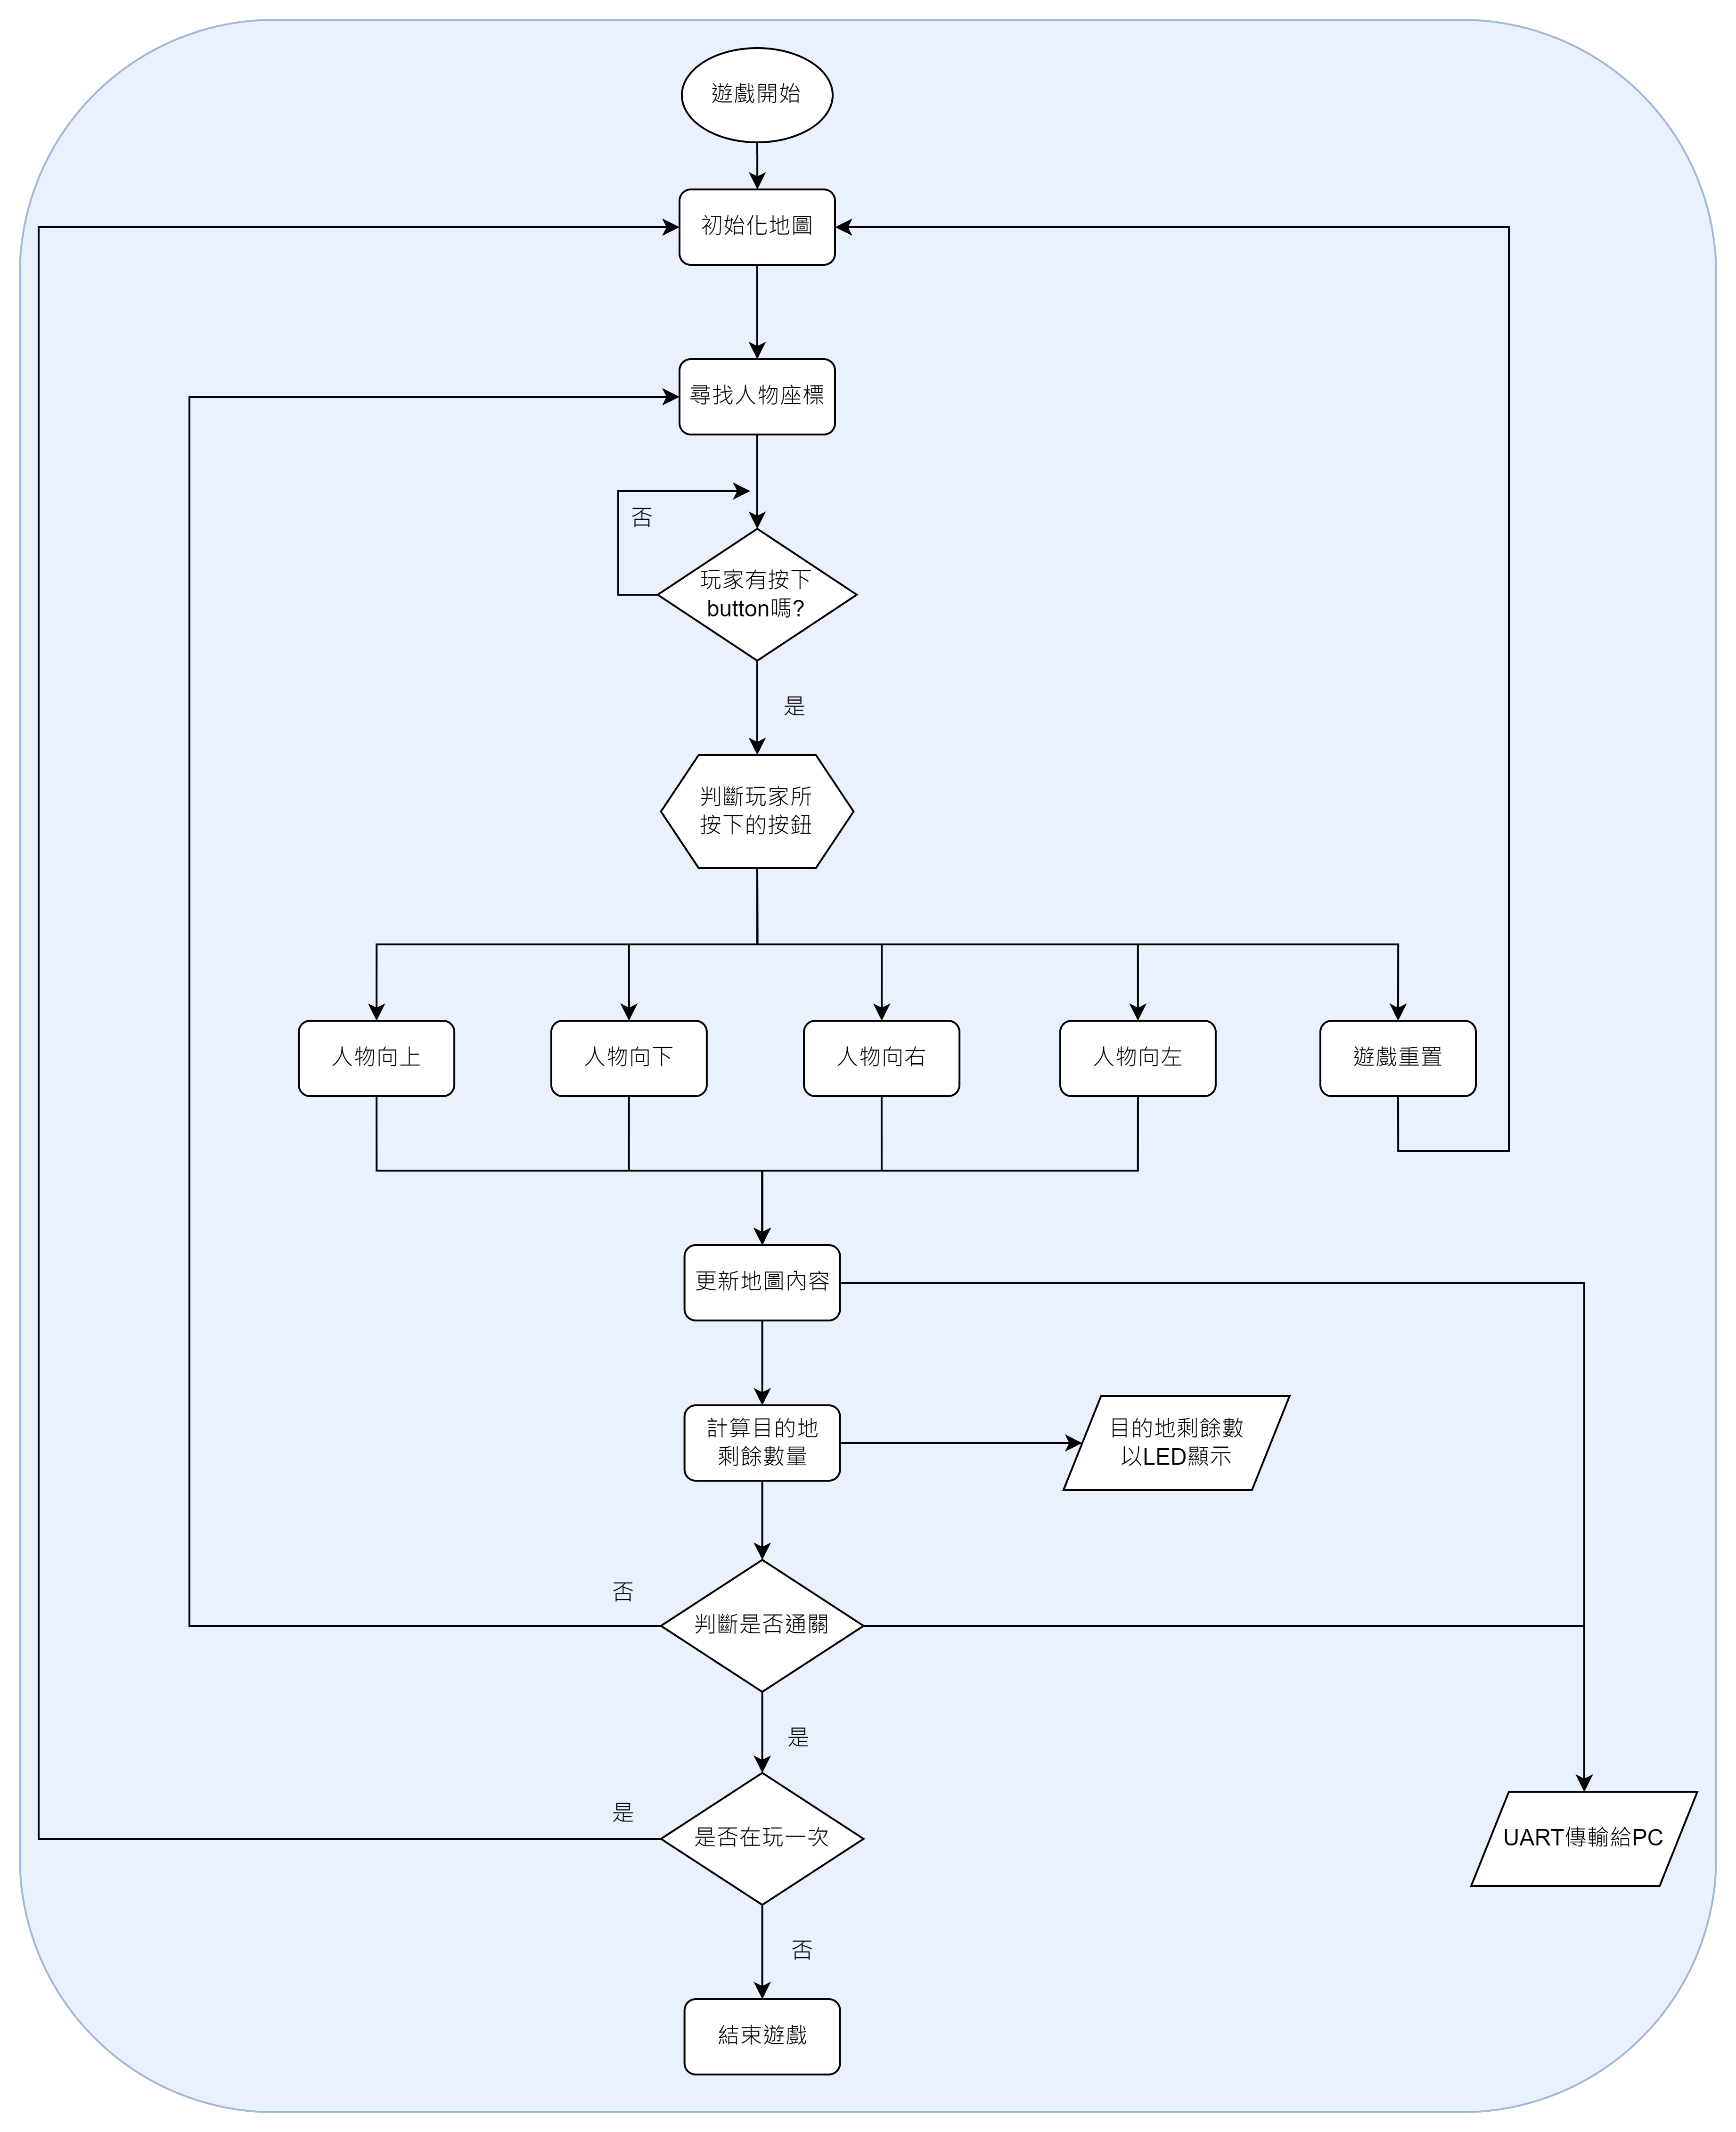 遊戲開始
初始化地圖
尋找人物座標
否
玩家有按下
button嗎?
是
判斷玩家所
按下的按鈕
人物向上
人物向下
人物向右
人物向左
遊戲重置
更新地圖內容
計算目的地
剩餘數量
目的地剩餘數
以LED顯示
否
判斷是否通關
是
是
是否在玩一次
UART傳輸給PC
否
結束遊戲